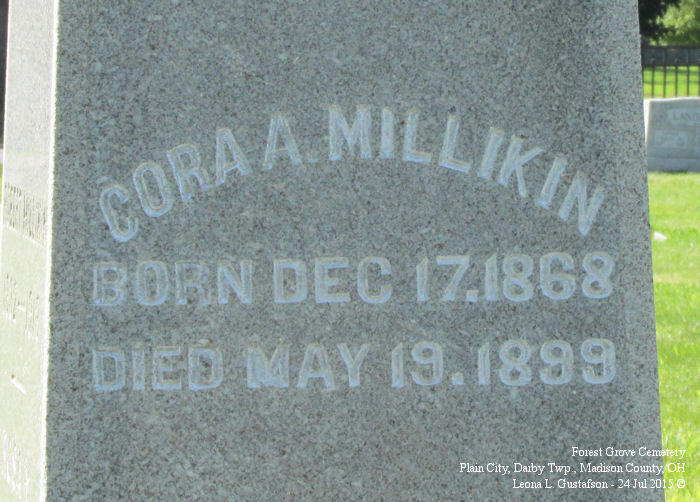 CORA A. MILLIKIN
BORN DEC 17. 1868
DIED MAY 19. 1899
Forest Grove Cemetery
Plain City, Darby Twp., Madison County, OH
Leona L. Gustafson - 24 Jul 2015 ©